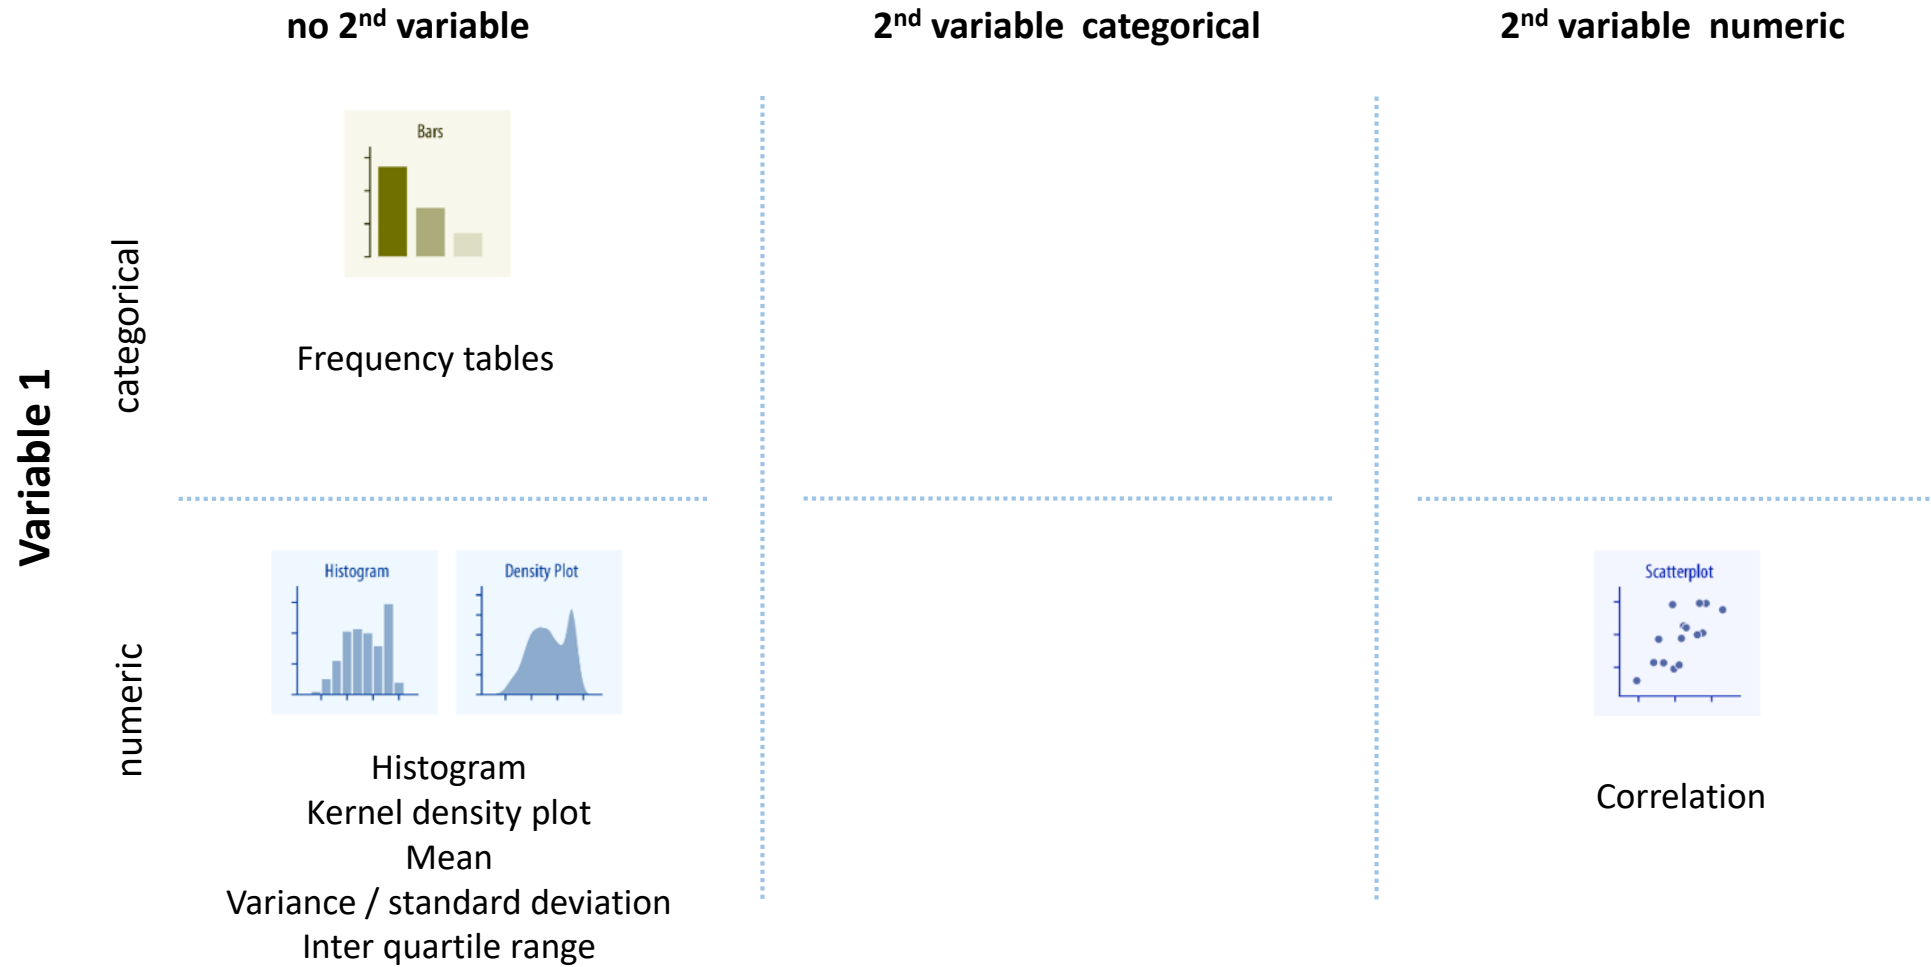 no 2nd variable
2nd variable categorical
2nd variable numeric
Variable 1
categorical
Bars
Frequency tables
numeric
Histogram
Density Plot
Histogram
Kernel density plot
Mean
Variance / standard deviation
Inter quartile range
Scatterplot
Correlation